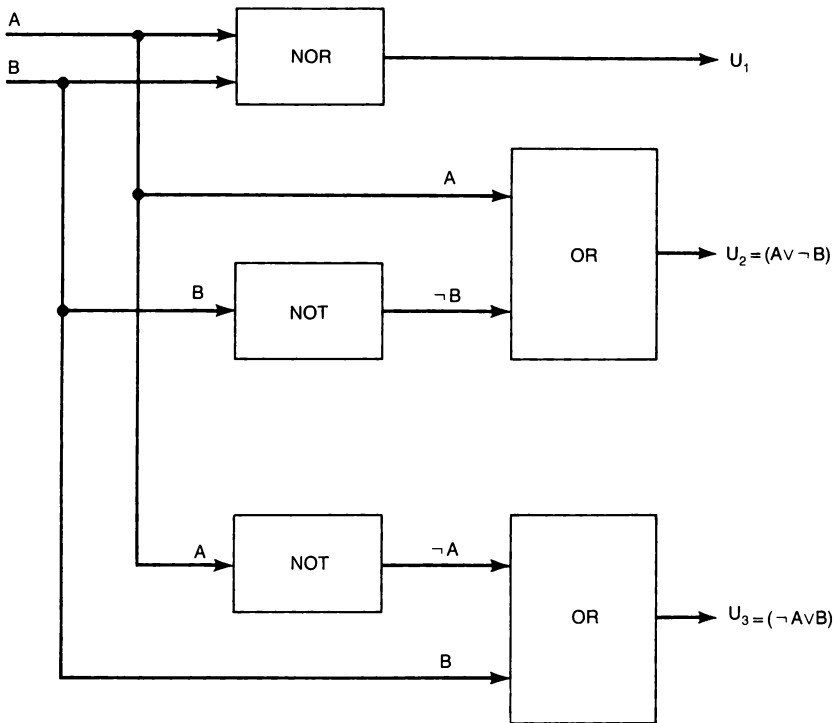 A
NOR
U₁
B
A
OR
U₂ = (A∨ ¬ B)
B
NOT
¬ B
A
NOT
¬ A
OR
U₃ = (¬ A∨B)
B